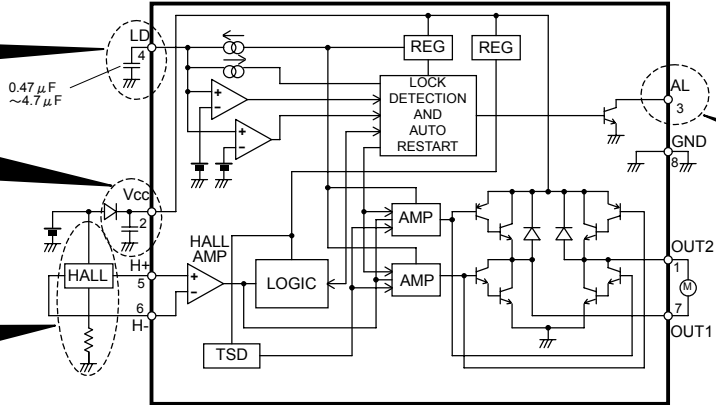 LD
4
0.47μF
~4.7μF
REG
REG
LOCK
DETECTION
AND
AUTO
RESTART
AL
3
GND
8
Vcc
2
HALL
AMP
HALL
H+
5
6
H-
LOGIC
TSD
AMP
AMP
OUT2
1
M
7
OUT1
+
-
+
-
+
-